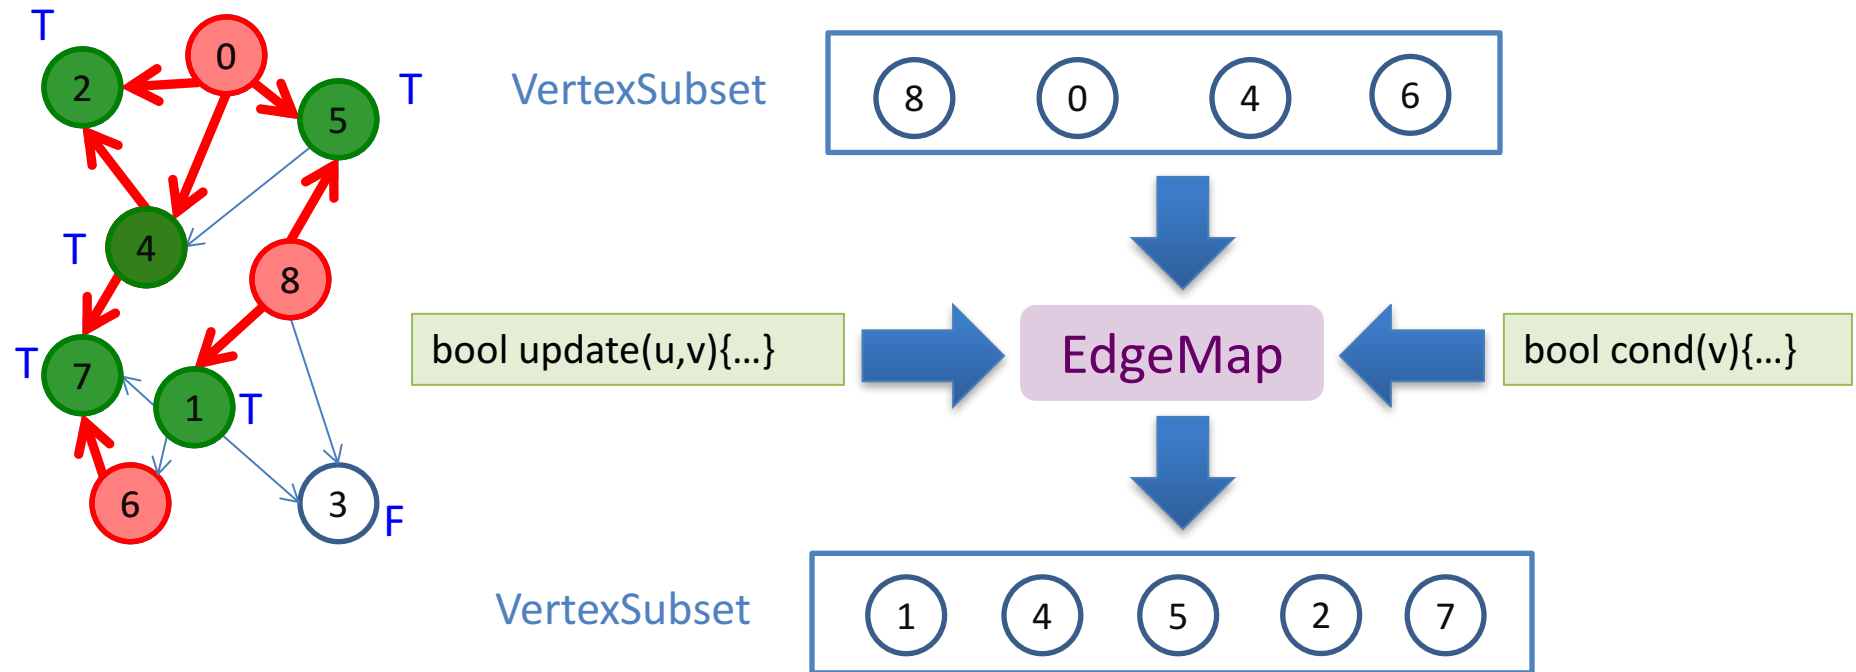 T
2
0
5
T
T
4
8
T
7
1
T
6
3
F
VertexSubset
8 0 4 6
bool update(u,v){...}
EdgeMap
bool cond(v){...}
VertexSubset
1 4 5 2 7